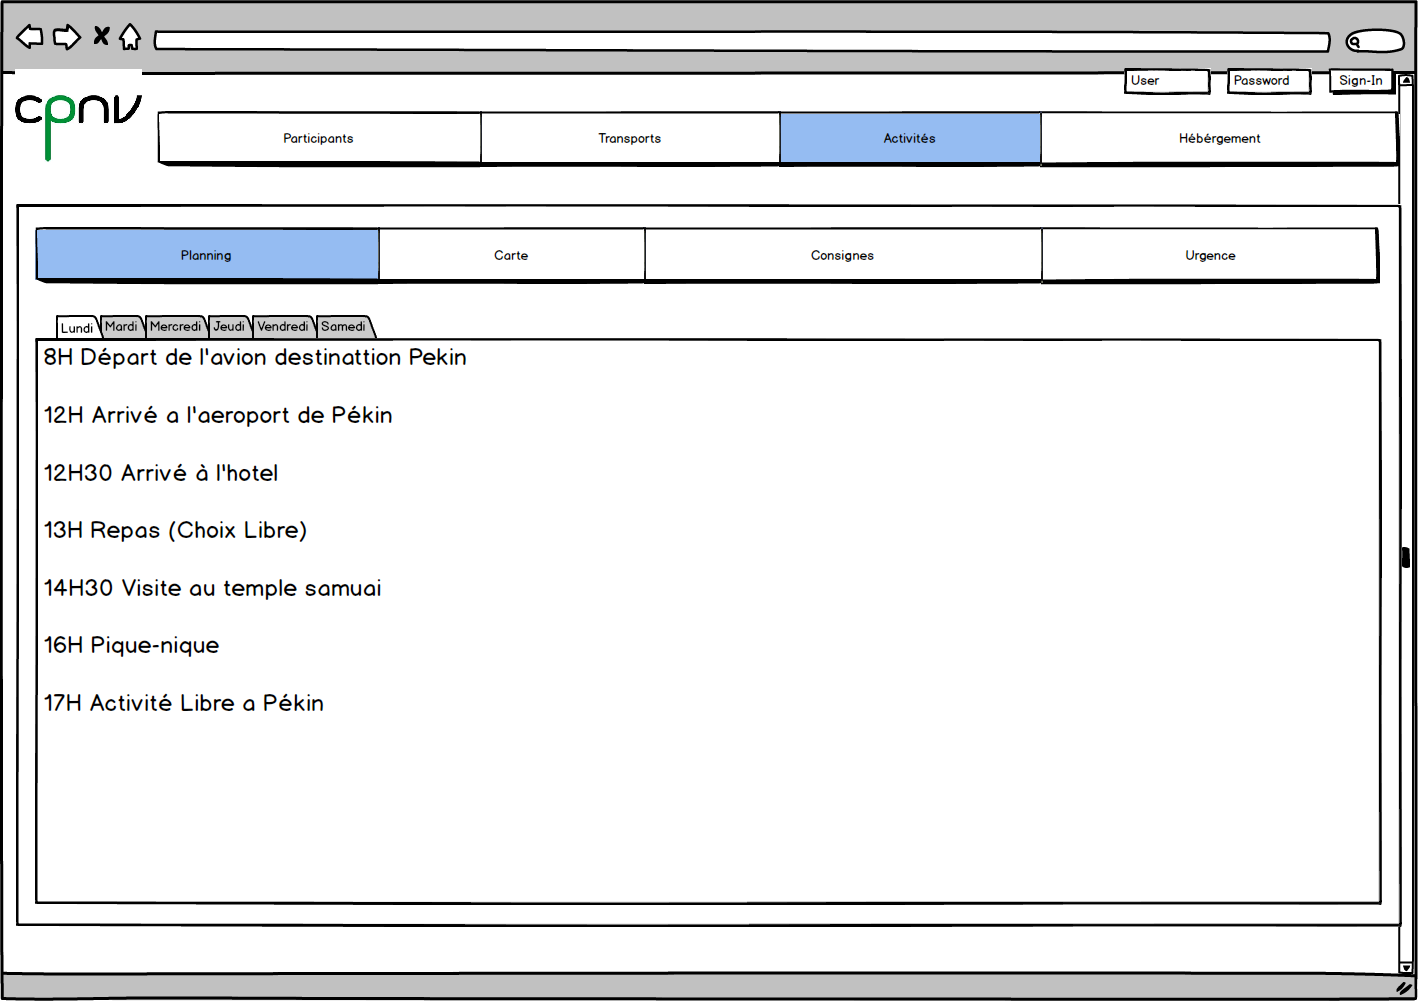 User
Password
Sign-In
cpnv
Participants
Transports
Activités
Hébérgement
Planning
Carte
Consignes
Urgence
Lundi
Mardi
Mercredi
Jeudi
Vendredi
Samedi
8H Départ de l'avion destinattion Pekin
12H Arrivé a l'aeroport de Pékin
12H30 Arrivé à l'hotel
13H Repas (Choix Libre)
14H30 Visite au temple samuai
16H Pique-nique
17H Activité Libre a Pékin